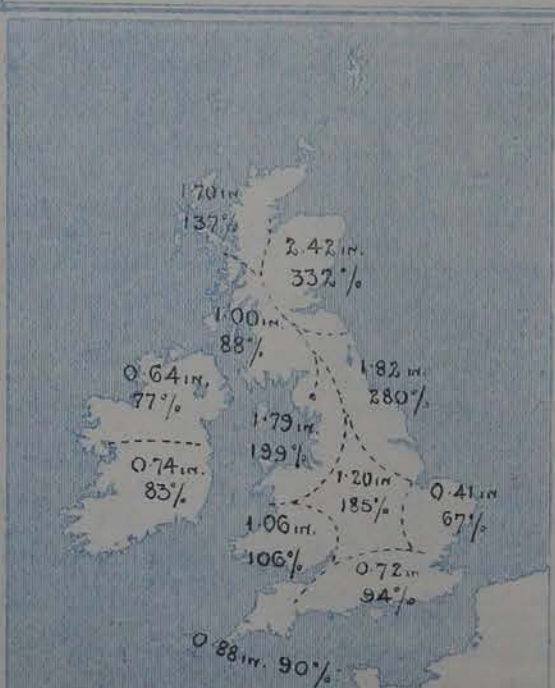 1·70 IN.
137%
2·42 IN.
332%
1·00 IN.
88%
0·64 IN.
77%
1·82 IN.
280%
1·79 IN.
199%
0·74 IN.
83%
1·20 IN.
185%
0·41 IN
67%
1·06 IN.
106%
0·72 IN
94%
0·88 IN. 90%